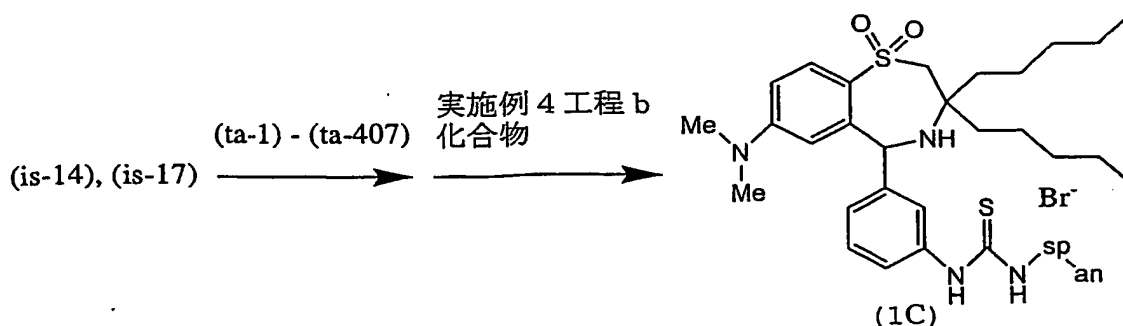 (is-14), (is-17)
(ta-1) - (ta-407)
実施例 4 工程 b
化合物
O O
S
NH
Me
N
Me
S
Br-
N
H
N
H
sp
an
(1C)